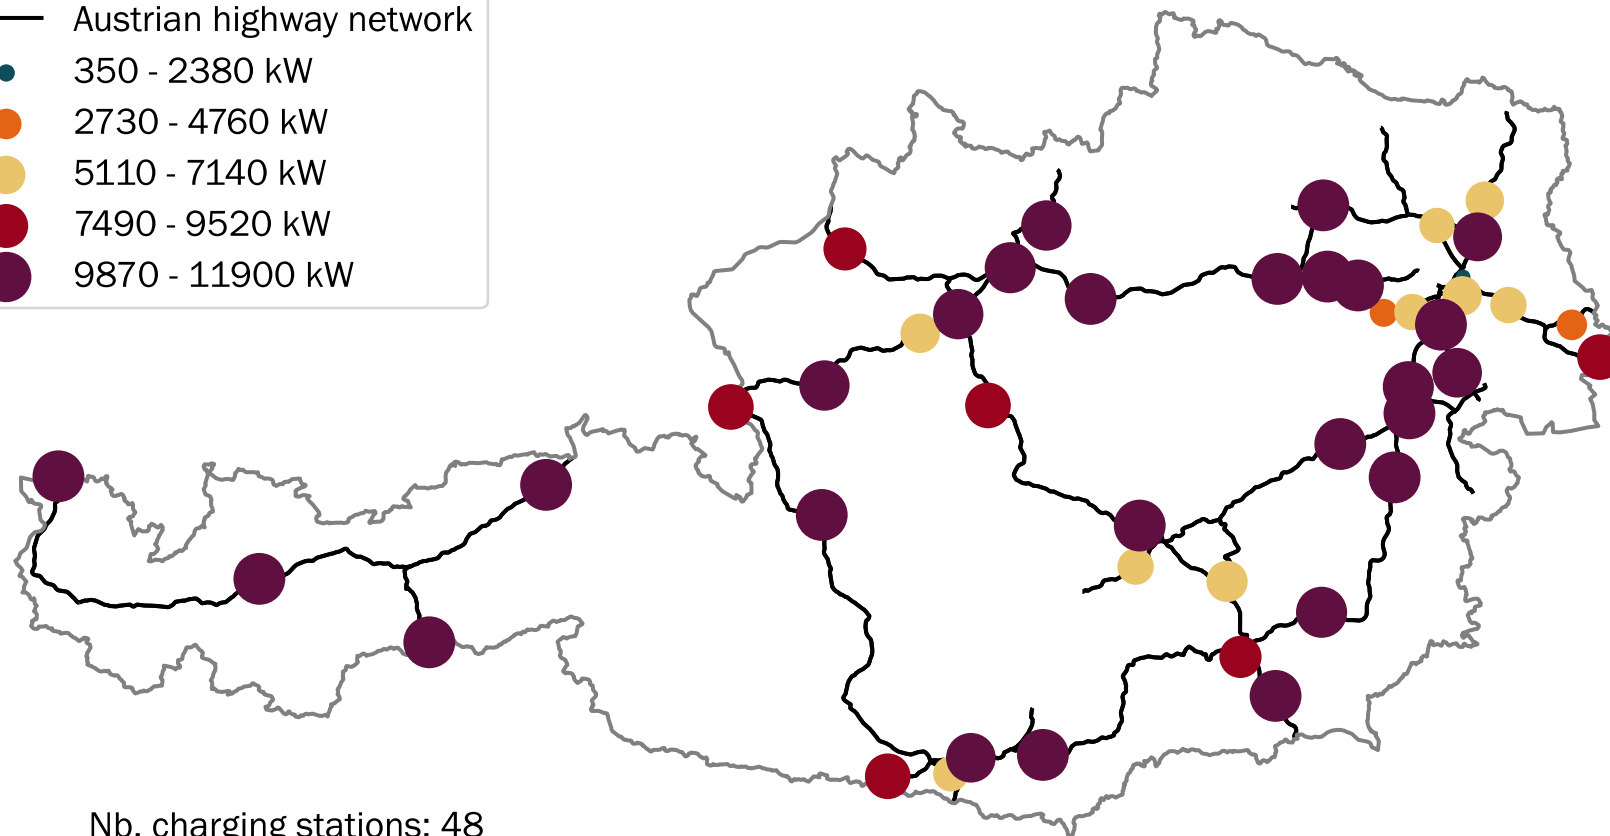 Austrian highway network
350 - 2380 kW
2730 - 4760 kW
5110 - 7140 kW
7490 - 9520 kW
9870 - 11900 kW
Nb. charging stations: 48